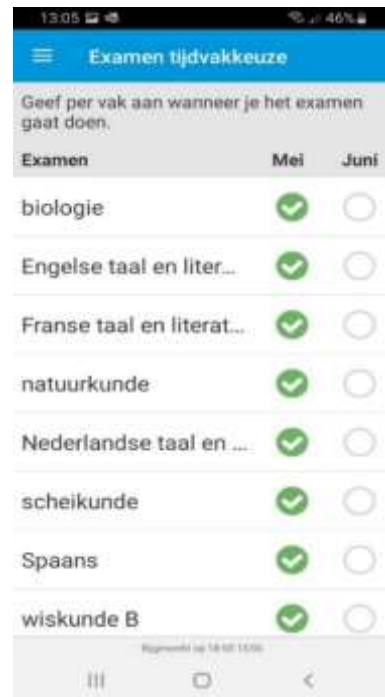 13:05 46%
Examen tijdvakkeuze
Geef per vak aan wanneer je het examen
gaat doen.
Examen Mei Juni
biologie
Engelse taal en liter...
Franse taal en literat...
natuurkunde
Nederlandse taal en ...
scheikunde
Spaans
wiskunde B